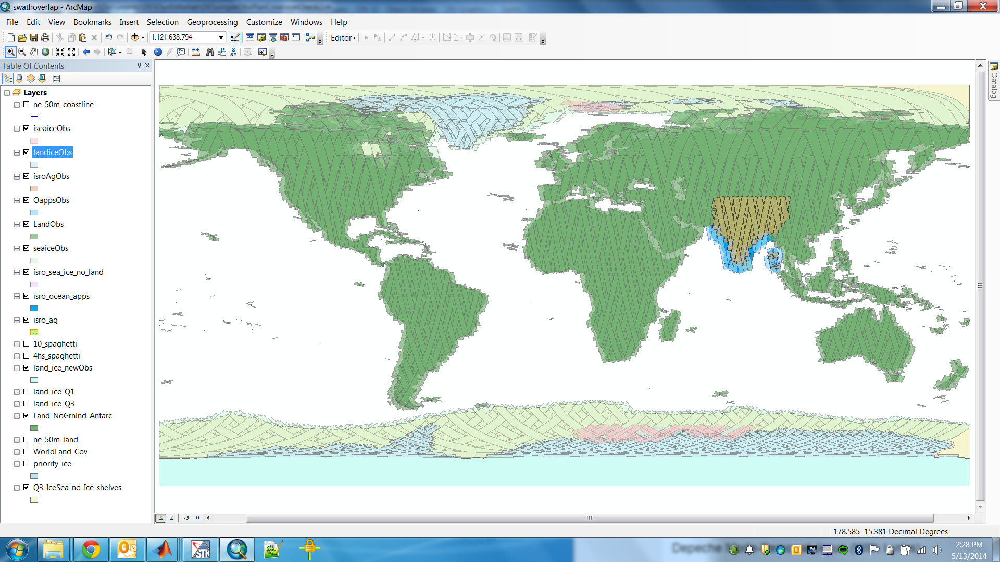 swathoverlap - ArcMap
File Edit View Bookmarks Insert Selection Geoprocessing Customize Windows Help
1:121,638,794
Editor
Table Of Contents
Layers
ne_50m_coastline
iseaiceObs
landiceObs
isroAgObs
OappsObs
LandObs
seaiceObs
isro_sea_ice_no_land
isro_ocean_apps
isro_ag
10_spaghetti
4hs_spaghetti
land_ice_newObs
land_ice_Q1
land_ice_Q3
Land_NoGrnlnd_Antarc
ne_50m_land
WorldLand_Cov
priority_ice
Q3_IceSea_no_Ice_shelves
Catalog
178.585 15.381 Decimal Degrees
STK
Depeche
2:28 PM
5/13/2014